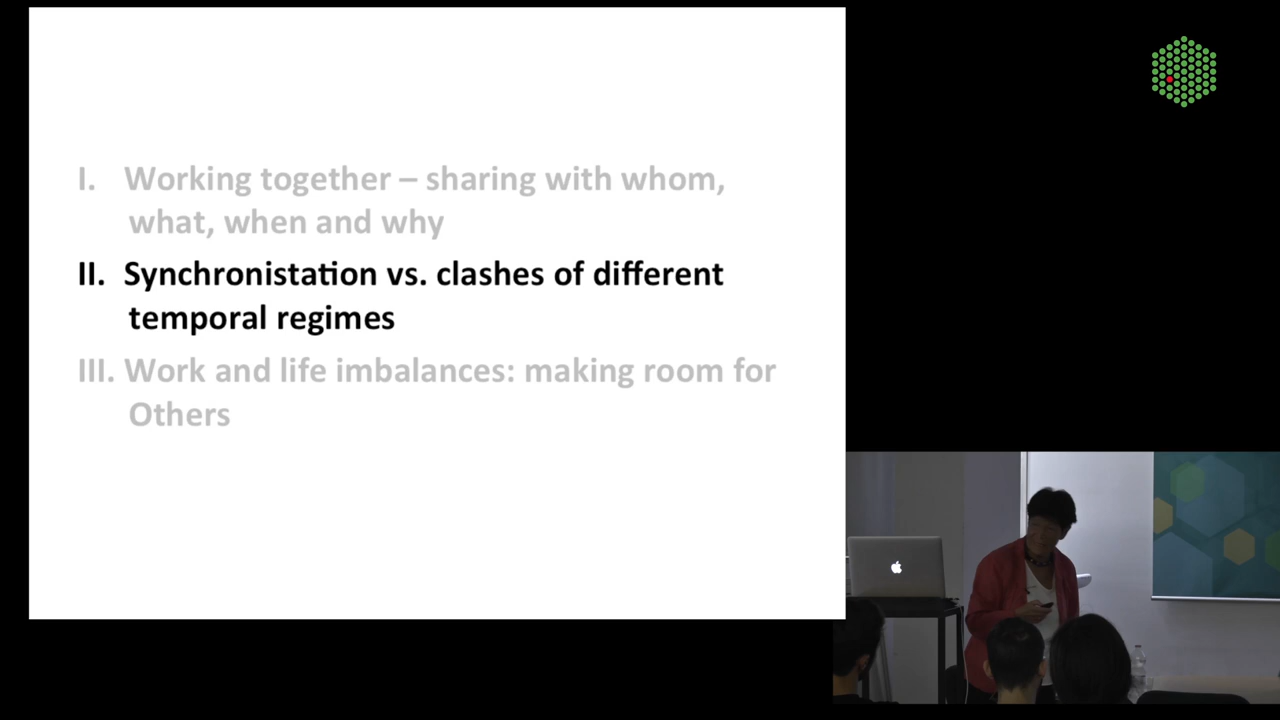 I. Working together – sharing with whom,
what, when and why
II. Synchronistation vs. clashes of different
temporal regimes
III. Work and life imbalances: making room for
Others